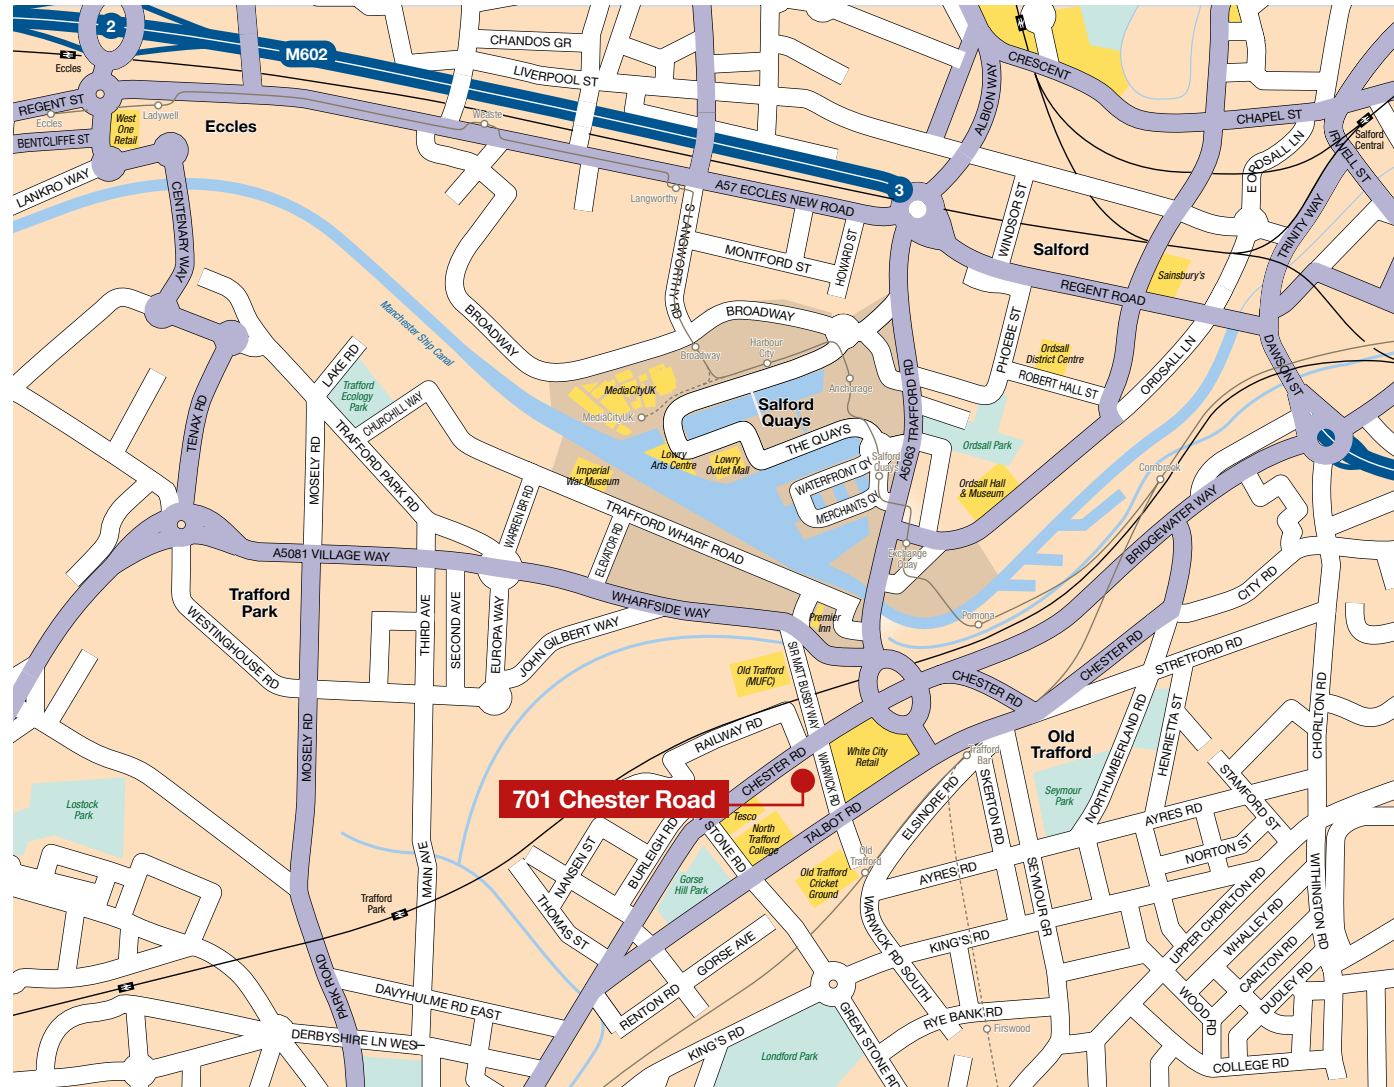 2
M602
CHANDOS GR
LIVERPOOL ST
CRESCENT
ALBION WAY
CHAPEL ST
Salford
Central
IRWELL ST
E ORDSALL LN
TRINITY WAY
Eccles
REGENT ST
Eccles
Ladywell
BENTCLIFFE ST
West
One
Retail
Eccles
Weaste
LANKRO WAY
CENTENARY WAY
Langworthy
A57 ECCLES NEW ROAD
3
S LANGWORTHY RD
MONTFORD ST
HOWARD ST
WINDSOR ST
Salford
Sainsbury's
REGENT ROAD
Manchester Ship Canal
BROADWAY
BROADWAY
Broadway
Harbour
City
Anchorage
PHOEBE ST
Ordsall
District Centre
ROBERT HALL ST
ORDSALL LN
DAWSON ST
LAKE RD
Trafford
Ecology
Park
CHURCHILL WAY
MediaCityUK
MediaCityUK
Salford
Quays
THE QUAYS
A5063 TRAFFORD RD
Ordsall Park
TENAX RD
MOSELY RD
TRAFFORD PARK RD
Imperial
War Museum
Lowry
Arts Centre
Lowry
Outlet Mall
WATERFRONT QY
MERCHANTS QY
Salford
Quays
Ordsall Hall
& Museum
Cornbrook
BRIDGEWATER WAY
WARREN BR RD
ELEVATOR RD
TRAFFORD WHARF ROAD
Exchange
Quay
A5081 VILLAGE WAY
Trafford
Park
WESTINGHOUSE RD
THIRD AVE
SECOND AVE
EUROPA WAY
JOHN GILBERT WAY
WHARFSIDE WAY
Premier
Inn
Pomona
CITY RD
CHESTER RD
STRETFORD RD
Old Trafford
(MUFC)
SIR MATT BUSBY WAY
CHESTER RD
CHORLTON RD
MOSELY RD
RAILWAY RD
CHESTER RD
WARWICK RD
White City
Retail
Trafford
Bar
Old
Trafford
NORTHUMBERLAND RD
HENRIETTA ST
701 Chester Road
Lostock
Park
Tesco
North
Trafford
College
TALBOT RD
ELSINORE RD
SKERTON RD
Seymour
Park
STAMFORD ST
AYRES RD
NORTON ST
MAIN AVE
NANSEN ST
BURLEIGH RD
STONE RD
Gorse
Hill Park
Old Trafford
Cricket
Ground
Old
Trafford
AYRES RD
SEYMOUR GR
WITHINGTON RD
Trafford
Park
THOMAS ST
GORSE AVE
WARWICK RD SOUTH
KING'S RD
UPPER CHORLTON RD
WHALLEY RD
CARLTON RD
DUDLEY RD
WOOD RD
PARK ROAD
DAVYHULME RD EAST
RENTON RD
KING'S RD
GREAT STONE RD
RYE BANK RD
Firswood
DERBYSHIRE LN WEST
Londford Park
COLLEGE RD